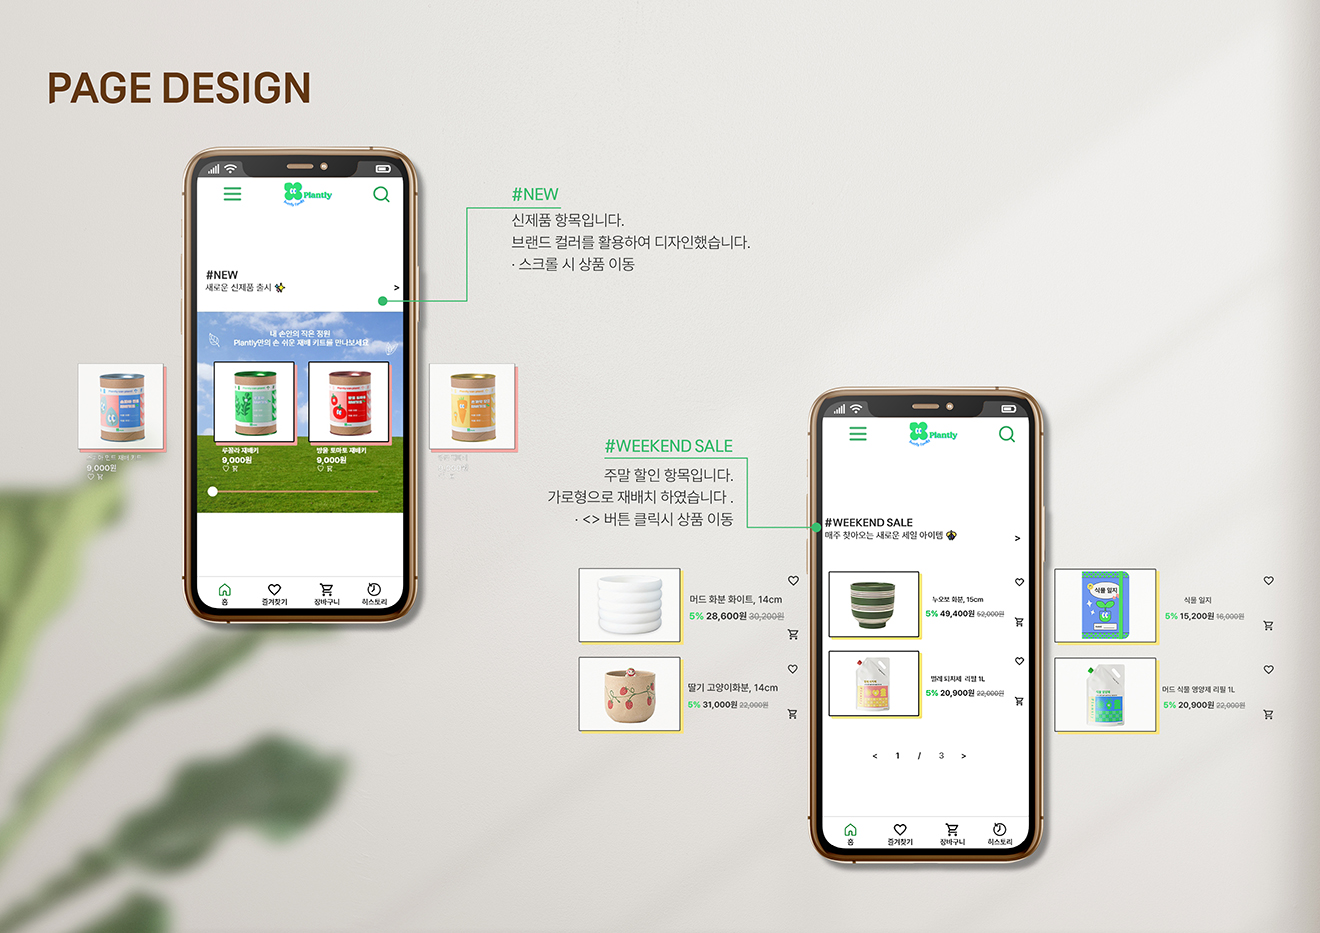 PAGE DESIGN
Plantly
#NEW
새로운 신제품 출시
>
내 손안의 작은 정원
Plantly만의 손 쉬운 재배 키트를 만나보세요
루꼴라 재배키
9,000원
방울 토마토 재배키
9,000원
9,000원
홈
즐겨찾기
장바구니
히스토리
#NEW
신제품 항목입니다.
브랜드 컬러를 활용하여 디자인했습니다.
· 스크롤 시 상품 이동
#WEEKEND SALE
주말 할인 항목입니다.
가로형으로 재배치 하였습니다 .
· <> 버튼 클릭시 상품 이동
머드 화분 화이트, 14cm
5% 28,600원 30,200원
딸기 고양이화분, 14cm
5% 31,000원 22,000원
Plantly
#WEEKEND SALE
매주 찾아오는 새로운 세일 아이템
>
누오보 화분, 15cm
5% 49,400원 52,000원
벌레 퇴치제 리필 1L
5% 20,900원 22,000원
< 1 / 3 >
홈
즐겨찾기
장바구니
히스토리
식물 일지
식물 일지
5% 15,200원 16,000원
머드 식물 영양제 리필 1L
5% 20,900원 22,000원